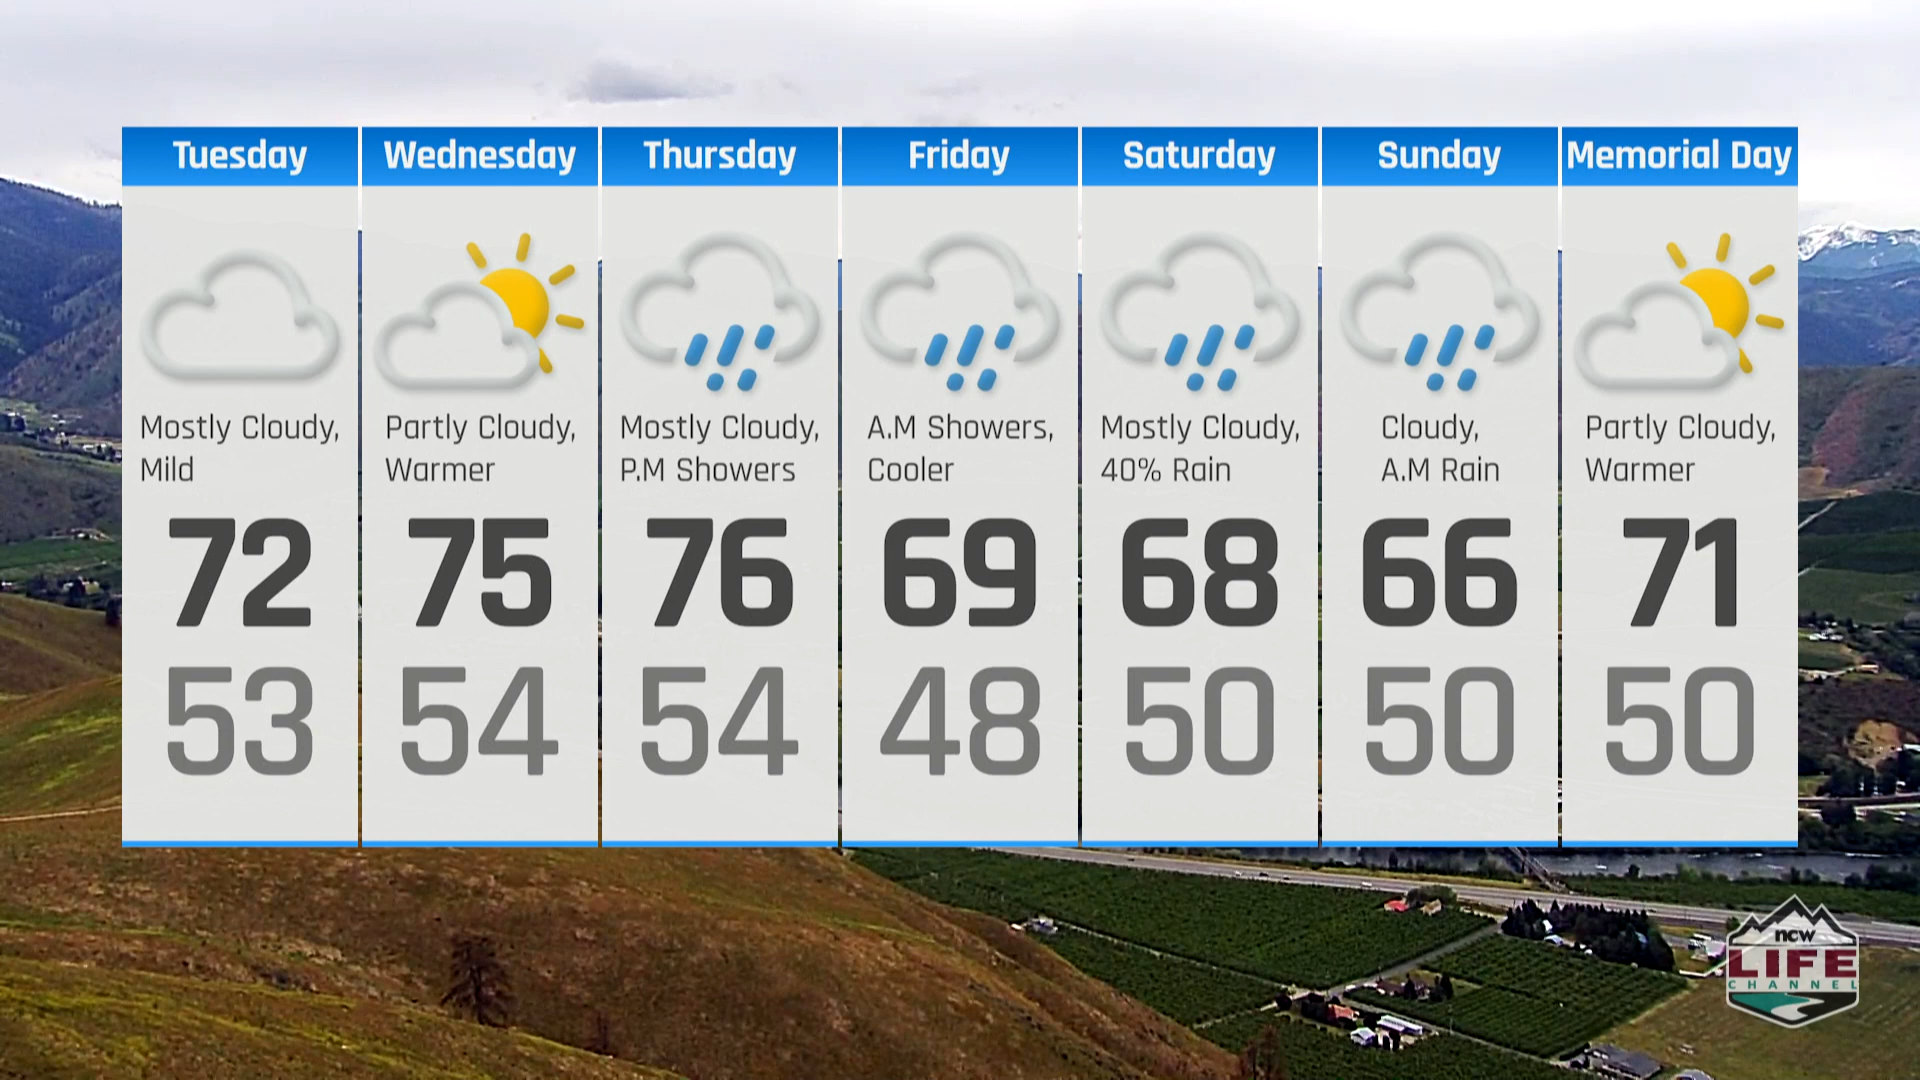 Tuesday
Mostly Cloudy,
Mild
72
53
Wednesday
Partly Cloudy,
Warmer
75
54
Thursday
Mostly Cloudy,
P.M Showers
76
54
Friday
A.M Showers,
Cooler
69
48
Saturday
Mostly Cloudy,
40% Rain
68
50
Sunday
Cloudy,
A.M Rain
66
50
Memorial Day
Partly Cloudy,
Warmer
71
50
ncw
LIFE
CHANNEL